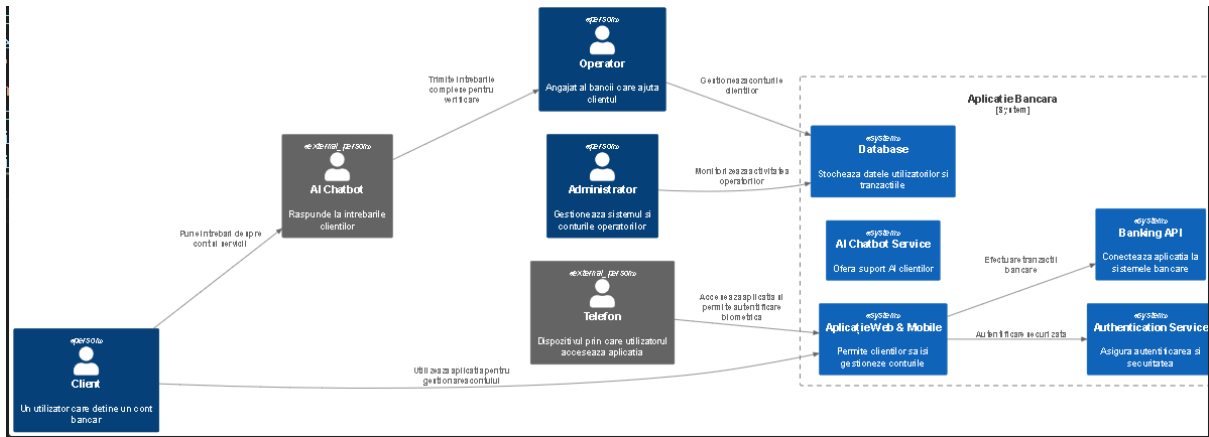 «person»
Operator
Angajat al bancii care ajuta
clientul
Trimite intrebarile
complexe pentru
verificare
Gestioneaza conturile
clientilor
Aplicatie Bancara
[System]
«system»
Database
Stocheaza datele utilizatorilor si
tranzactiile
«external_person»
AI Chatbot
Raspunde la intrebarile
clientilor
«person»
Administrator
Gestioneaza sistemul si
conturile operatorilor
Monitorizeaza activitatea
operatorilor
Pune intrebari despre
contul servicii
«system»
AI Chatbot Service
Ofera suport AI clientilor
«system»
Banking API
Conecteaza aplicatia la
sistemele bancare
Efectuare tranzactii
bancare
«external_person»
Telefon
Dispozitivul prin care utilizatorul
acceseaza aplicatia
Acceseaza aplicatia si
permite autentificare
biometrica
«system»
Aplicație Web & Mobile
Permite clientilor sa isi
gestioneze conturile
Autentificare securizata
«system»
Authentication Service
Asigura autentificarea si
securitatea
«person»
Client
Un utilizator care detine un cont
bancar
Utilizeaza aplicatia pentru
gestionarea contului